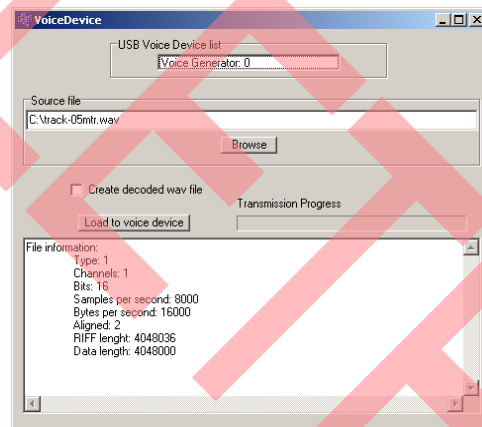 VoiceDevice
USB Voice Device list
Voice Generator: 0
Source file
C:\track-05mtr.wav
Browse
Create decoded wav file
Transmission Progress
Load to voice device
File information:
Type: 1
Channels: 1
Bits: 16
Samples per second: 8000
Bytes per second: 16000
Aligned: 2
RIFF lenght: 4048036
Data length: 4048000